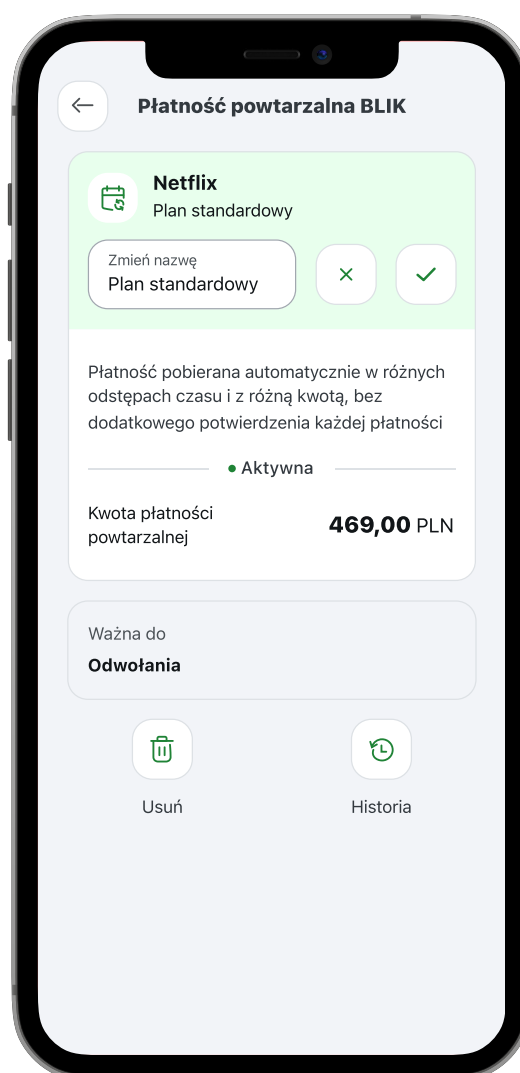 Płatność powtarzalna BLIK
Netflix
Plan standardowy
Zmień nazwę
Plan standardowy
Płatność pobierana automatycznie w różnych
odstępach czasu i z różną kwotą, bez
dodatkowego potwierdzenia każdej płatności
Aktywna
Kwota płatności
powtarzalnej
469,00 PLN
Ważna do
Odwołania
Usuń
Historia